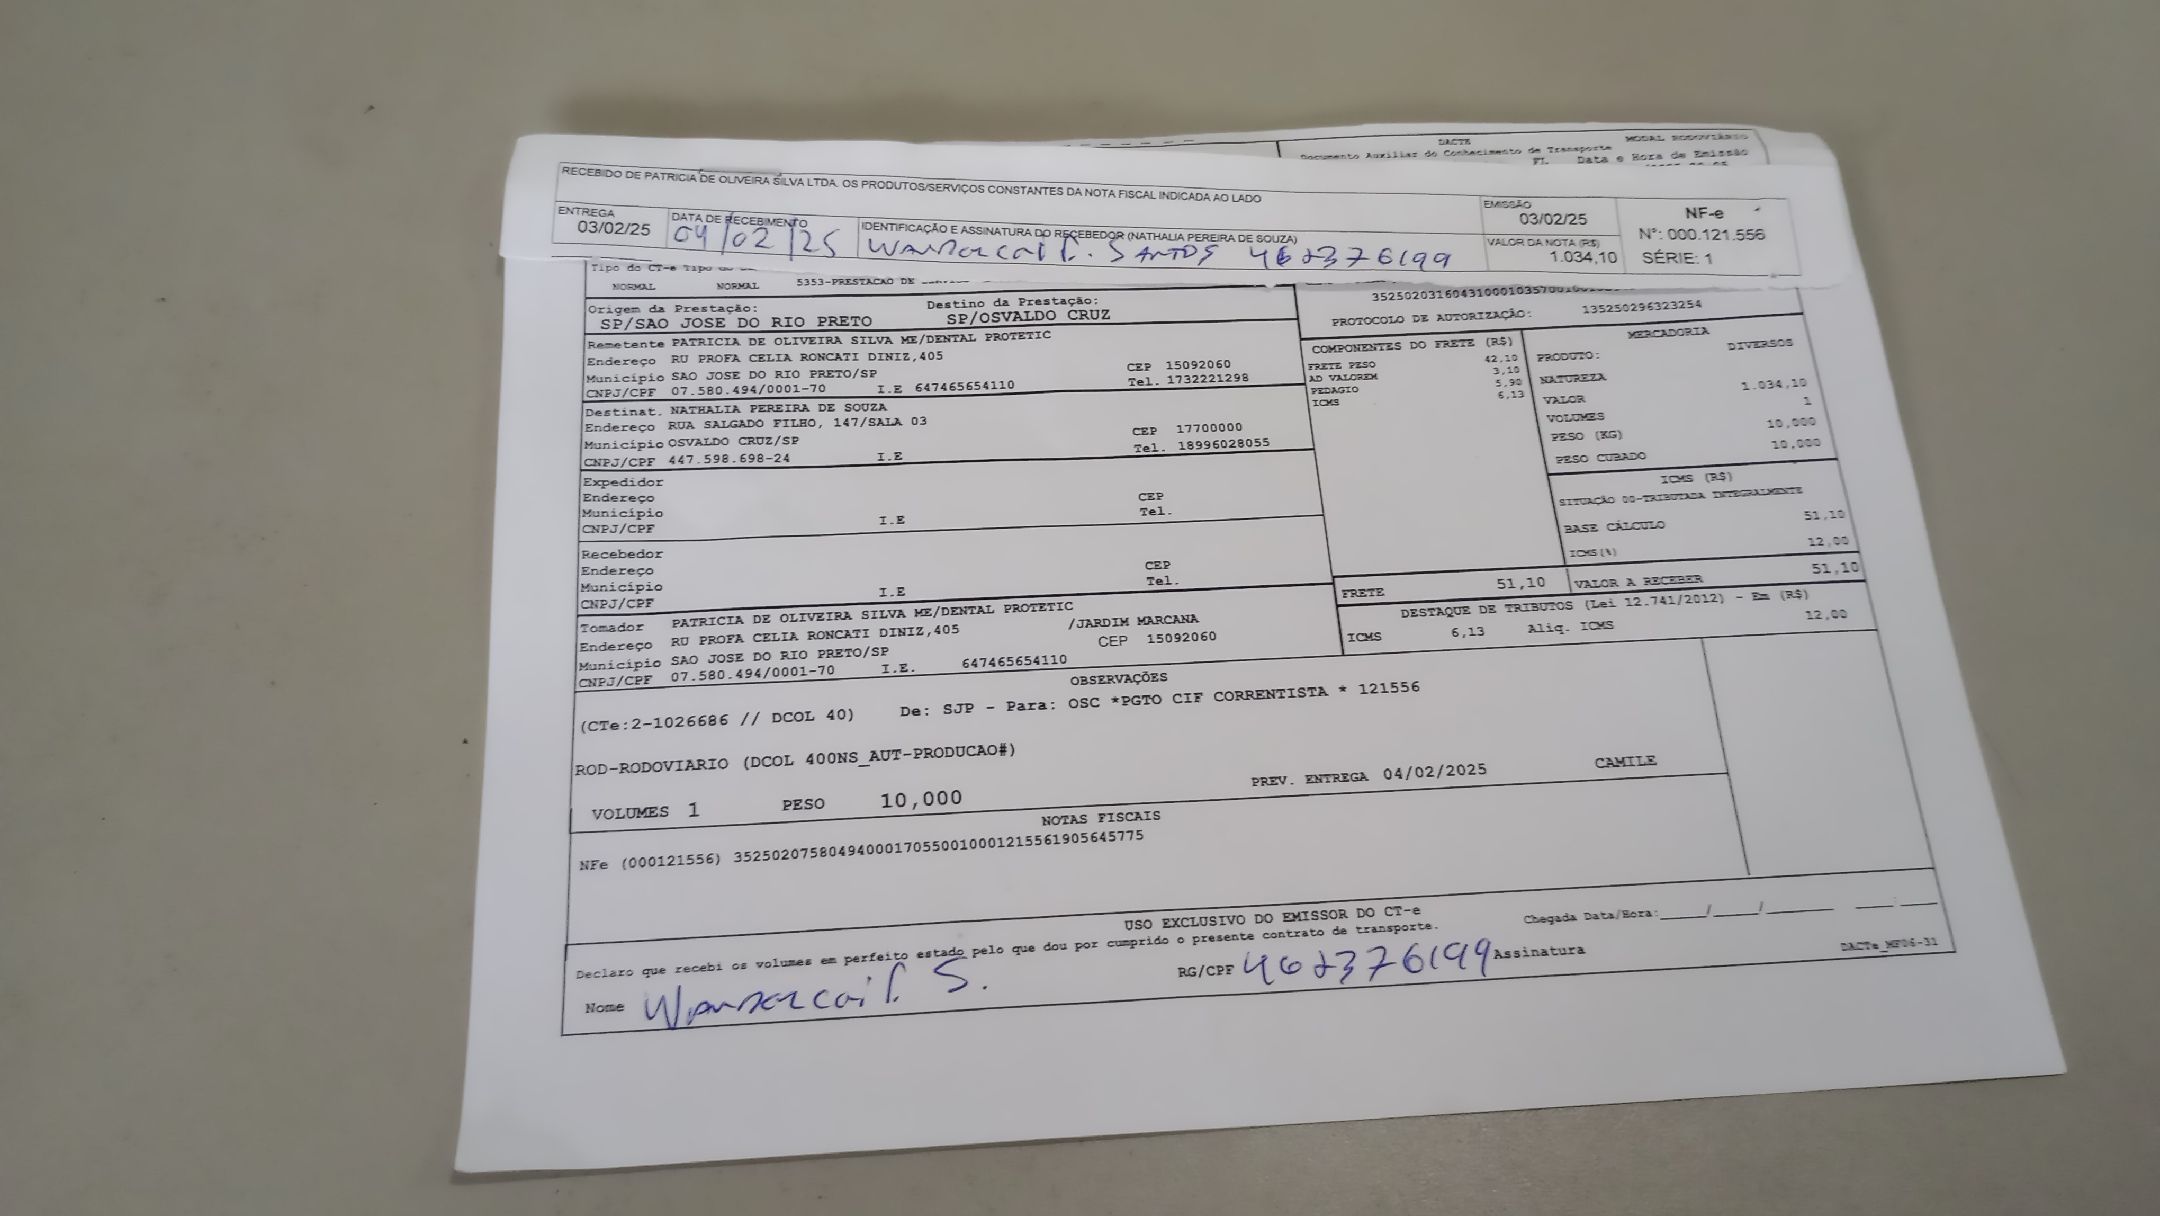 DACTE MODAL RODOVIÁRIO
Documento Auxiliar do Conhecimento de Transporte
FL Data e Hora de Emissão
RECEBIDO DE PATRICIA DE OLIVEIRA SILVA LTDA. OS PRODUTOS/SERVIÇOS CONSTANTES DA NOTA FISCAL INDICADA AO LADO
ENTREGA
03/02/25
DATA DE RECEBIMENTO
04/02/25
IDENTIFICAÇÃO E ASSINATURA DO RECEBEDOR (NATHALIA PEREIRA DE SOUZA)
SANTOS 462376199
EMISSÃO
03/02/25
VALOR DA NOTA (R$)
1.034,10
NF-e
N°: 000.121.556
SÉRIE: 1
Tipo do CT-e Tipo do
NORMAL NORMAL 5353-PRESTACAO DE
Origem da Prestação: Destino da Prestação:
SP/SAO JOSE DO RIO PRETO SP/OSVALDO CRUZ
PROTOCOLO DE AUTORIZAÇÃO: 135250296323254
Remetente PATRICIA DE OLIVEIRA SILVA ME/DENTAL PROTETIC
Endereço RU PROFA CELIA RONCATI DINIZ,405 CEP 15092060
Município SAO JOSE DO RIO PRETO/SP Tel. 1732221298
CNPJ/CPF 07.580.494/0001-70 I.E 647465654110
Destinat. NATHALIA PEREIRA DE SOUZA
Endereço RUA SALGADO FILHO, 147/SALA 03 CEP 17700000
Município OSVALDO CRUZ/SP Tel. 18996028055
CNPJ/CPF 447.598.698-24 I.E
Expedidor
Endereço CEP
Município Tel.
CNPJ/CPF I.E
Recebedor
Endereço CEP
Município Tel.
CNPJ/CPF I.E
Tomador PATRICIA DE OLIVEIRA SILVA ME/DENTAL PROTETIC
Endereço RU PROFA CELIA RONCATI DINIZ,405 /JARDIM MARCANA
Município SAO JOSE DO RIO PRETO/SP CEP 15092060
CNPJ/CPF 07.580.494/0001-70 I.E. 647465654110
COMPONENTES DO FRETE (R$)
FRETE PESO 42,10
AD VALOREM 3,10
PEDAGIO 5,90
ICMS 6,13
MERCADORIA
PRODUTO: DIVERSOS
NATUREZA
VALOR 1.034,10
VOLUMES 1
PESO (KG) 10,000
PESO CUBADO 10,000
ICMS (R$)
SITUAÇÃO 00-TRIBUTADA INTEGRALMENTE
BASE CÁLCULO 51,10
ICMS(%) 12,00
FRETE 51,10 VALOR A RECEBER 51,10
DESTAQUE DE TRIBUTOS (Lei 12.741/2012) - Em (R$)
ICMS 6,13 Aliq. ICMS 12,00
OBSERVAÇÕES
(CTe:2-1026686 // DCOL 40) De: SJP - Para: OSC *PGTO CIF CORRENTISTA * 121556
ROD-RODOVIARIO (DCOL 400NS_AUT-PRODUCAO#)
VOLUMES 1 PESO 10,000 PREV. ENTREGA 04/02/2025 CAMILE
NOTAS FISCAIS
NFe (000121556) 35250207580494000170550010001215561905645775
USO EXCLUSIVO DO EMISSOR DO CT-e
Declaro que recebi os volumes em perfeito estado pelo que dou por cumprido o presente contrato de transporte.
Chegada Data/Hora:____/____/______ ___:___
Nome S. RG/CPF 462376199 Assinatura
DACTe_MF06-31